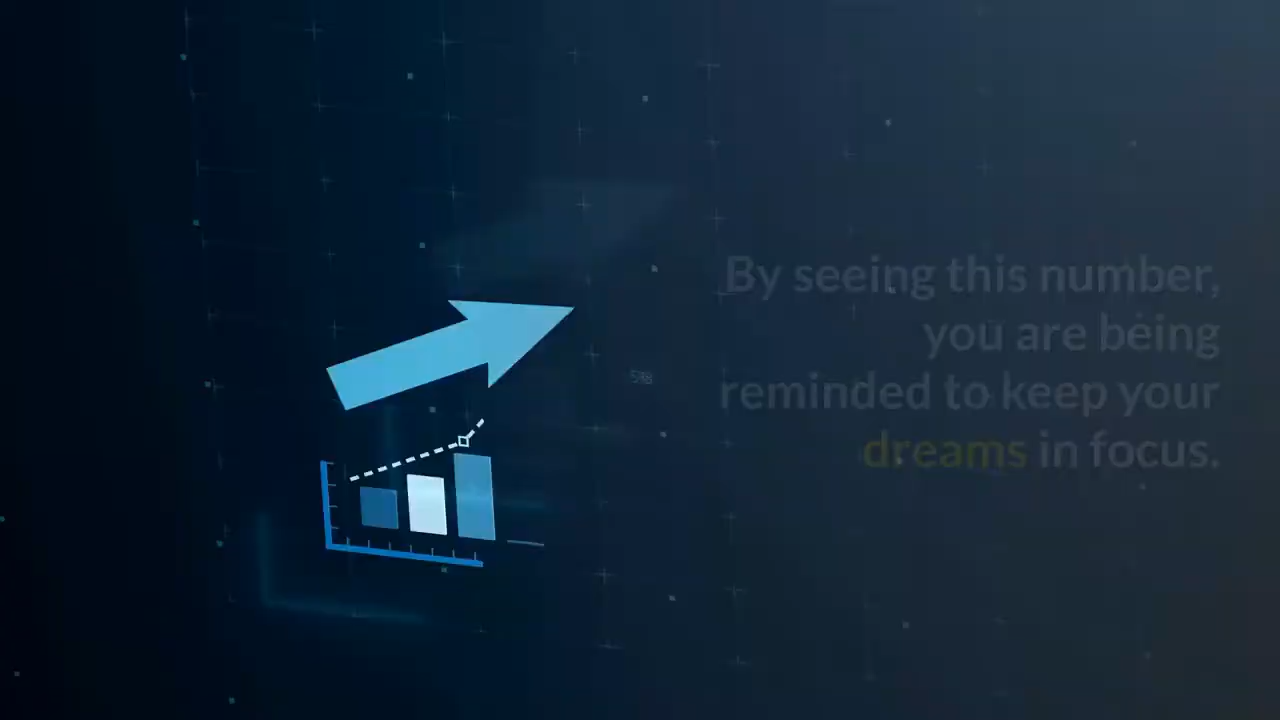 By seeing this number,
you are being
reminded to keep your
dreams in focus.